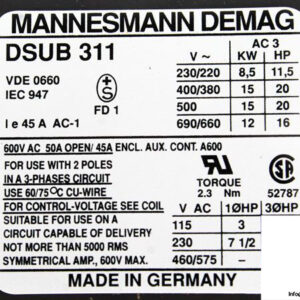 MANNESMANN DEMAG
DSUB 311
AC 3
V ~ KW HP
VDE 0660
IEC 947
S
FD 1
I e 45 A AC-1
230/220 8,5 11,5
400/380 15 20
500 15 20
690/660 12 16
600V AC 50A OPEN/ 45A ENCL. AUX. CONT. A600
FOR USE WITH 2 POLES
IN A 3-PHASES CIRCUIT
USE 60/75°C CU-WIRE
FOR CONTROL-VOLTAGE SEE COIL
SUITABLE FOR USE ON A
CIRCUIT CAPABLE OF DELIVERING
NOT MORE THAN 5000 RMS
SYMMETRICAL AMP., 600V MAX.
TORQUE
2.3 Nm
52787
V AC 1ØHP 3ØHP
115 3
230 7 1/2
460/575 –
MADE IN GERMANY